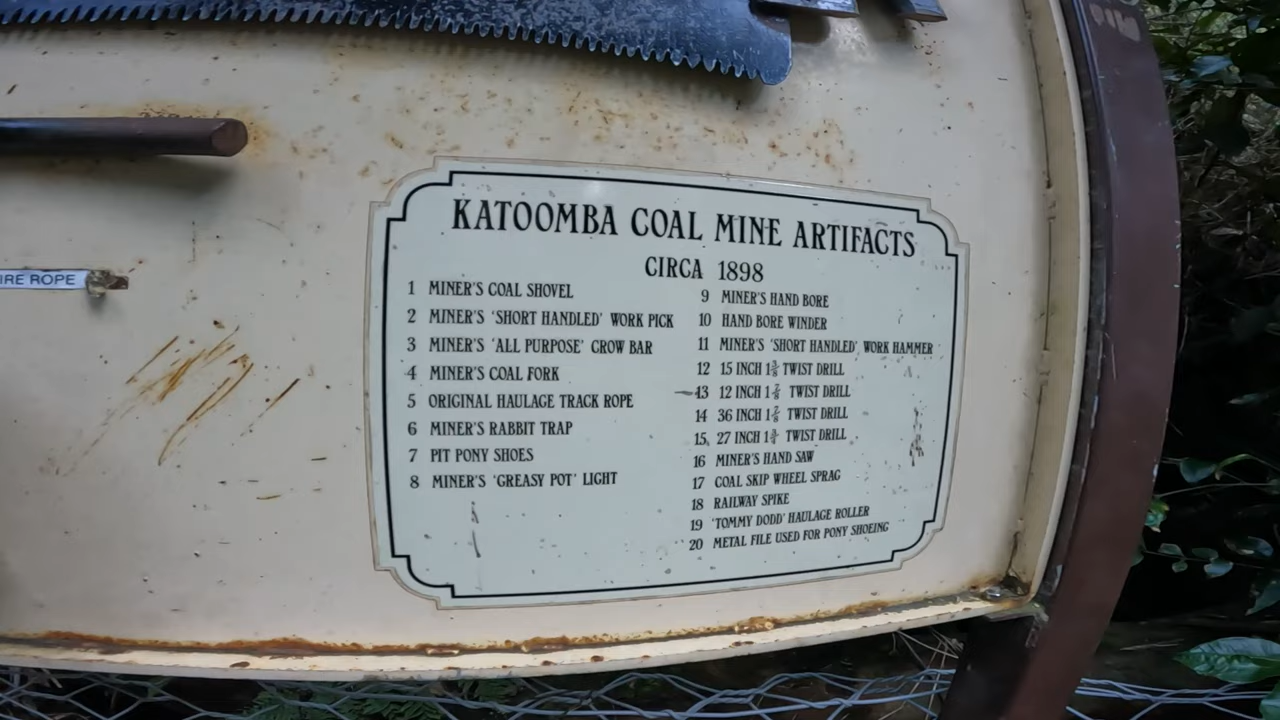 IRE ROPE
KATOOMBA COAL MINE ARTIFACTS
CIRCA 1898
1 MINER'S COAL SHOVEL
2 MINER'S 'SHORT HANDLED' WORK PICK
3 MINER'S 'ALL PURPOSE' CROW BAR
4 MINER'S COAL FORK
5 ORIGINAL HAULAGE TRACK ROPE
6 MINER'S RABBIT TRAP
7 PIT PONY SHOES
8 MINER'S 'GREASY POT' LIGHT
9 MINER'S HAND BORE
10 HAND BORE WINDER
11 MINER'S 'SHORT HANDLED' WORK HAMMER
12 15 INCH 1⅜ TWIST DRILL
13 12 INCH 1⅞ TWIST DRILL
14 36 INCH 1⅞ TWIST DRILL
15 27 INCH 1¾ TWIST DRILL
16 MINER'S HAND SAW
17 COAL SKIP WHEEL SPRAG
18 RAILWAY SPIKE
19 'TOMMY DODD' HAULAGE ROLLER
20 METAL FILE USED FOR PONY SHOEING